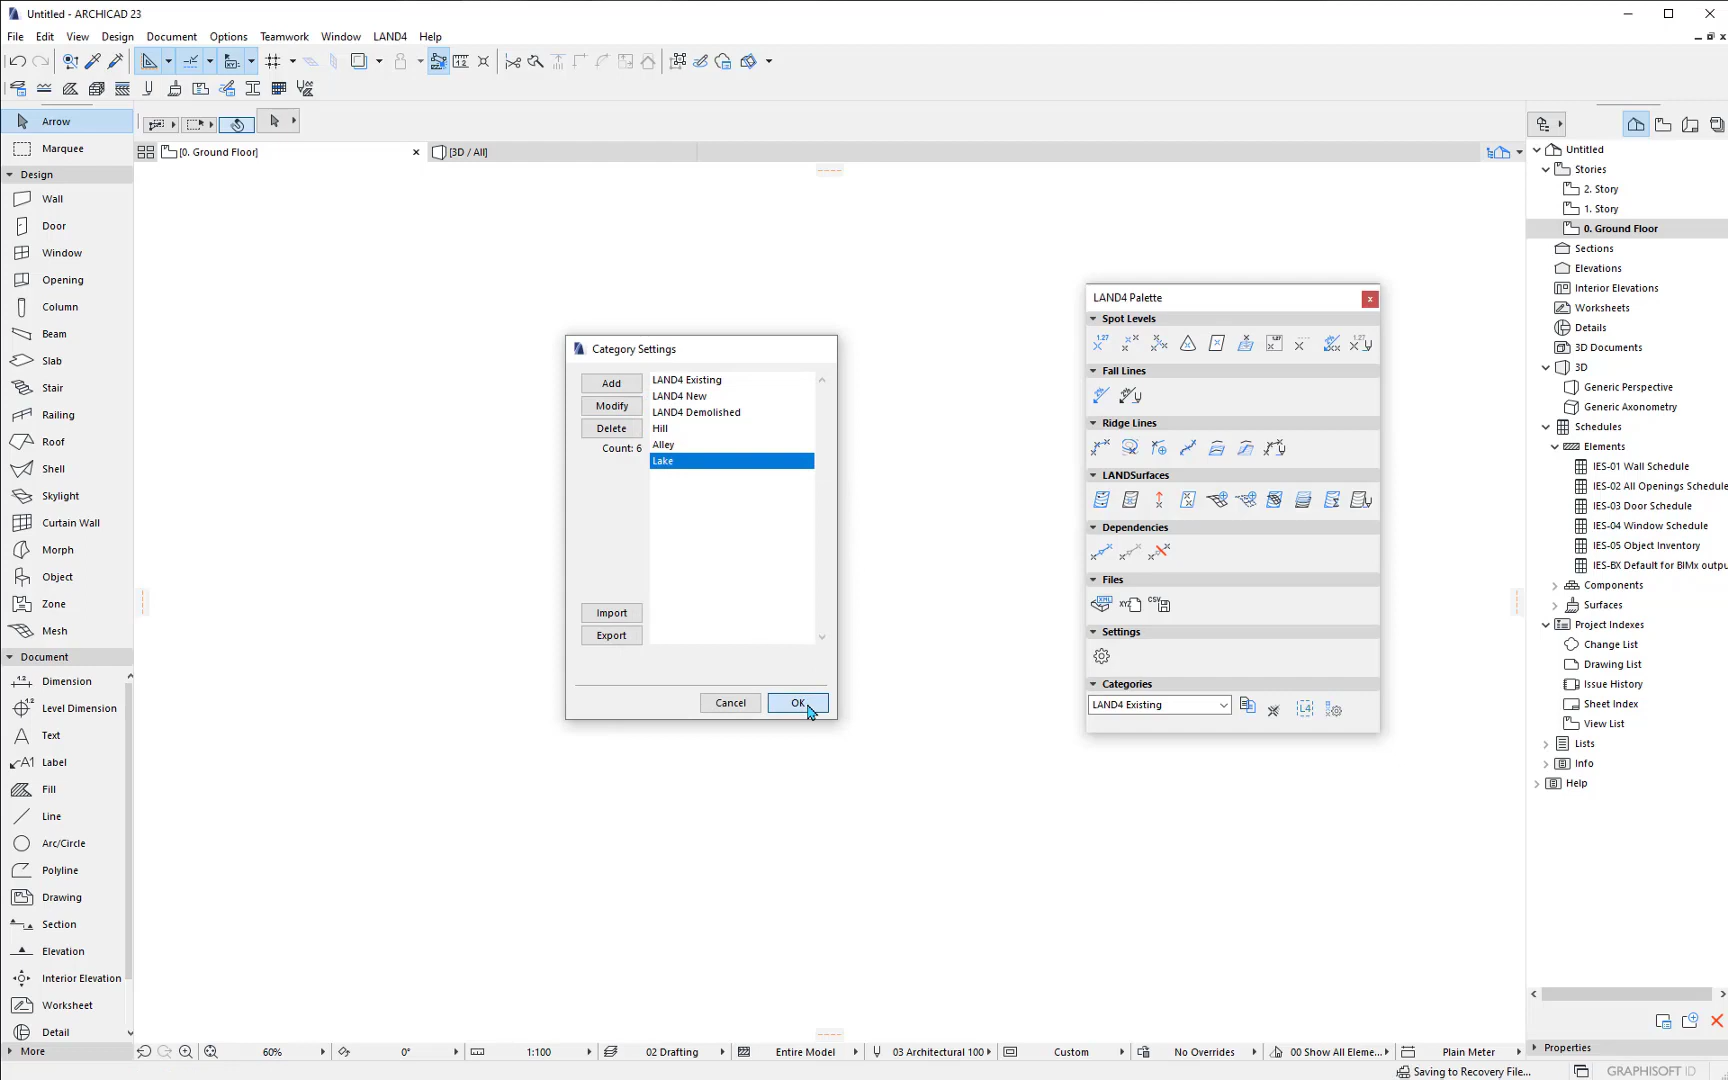 Untitled - ARCHICAD 23
File Edit View Design Document Options Teamwork Window LAND4 Help
Arrow
Marquee
Design
Wall
Door
Window
Opening
Column
Beam
Slab
Stair
Railing
Roof
Shell
Skylight
Curtain Wall
Morph
Object
Zone
Mesh
Document
Dimension
Level Dimension
Text
Label
Fill
Line
Arc/Circle
Polyline
Drawing
Section
Elevation
Interior Elevation
Worksheet
Detail
More
[0. Ground Floor]
[3D / All]
Category Settings
Add
Modify
Delete
Count: 6
LAND4 Existing
LAND4 New
LAND4 Demolished
Hill
Alley
Lake
Import
Export
Cancel
OK
LAND4 Palette
Spot Levels
Fall Lines
Ridge Lines
LANDSurfaces
Dependencies
Files
Settings
Categories
LAND4 Existing
Untitled
Stories
2. Story
1. Story
0. Ground Floor
Sections
Elevations
Interior Elevations
Worksheets
Details
3D Documents
3D
Generic Perspective
Generic Axonometry
Schedules
Elements
IES-01 Wall Schedule
IES-02 All Openings Schedule
IES-03 Door Schedule
IES-04 Window Schedule
IES-05 Object Inventory
IES-BX Default for BIMx outpu
Components
Surfaces
Project Indexes
Change List
Drawing List
Issue History
Sheet Index
View List
Lists
Info
Help
Properties
60% 0° 1:100 02 Drafting Entire Model 03 Architectural 100 Custom No Overrides 00 Show All Eleme... Plain Meter
Saving to Recovery File... GRAPHISOFT ID